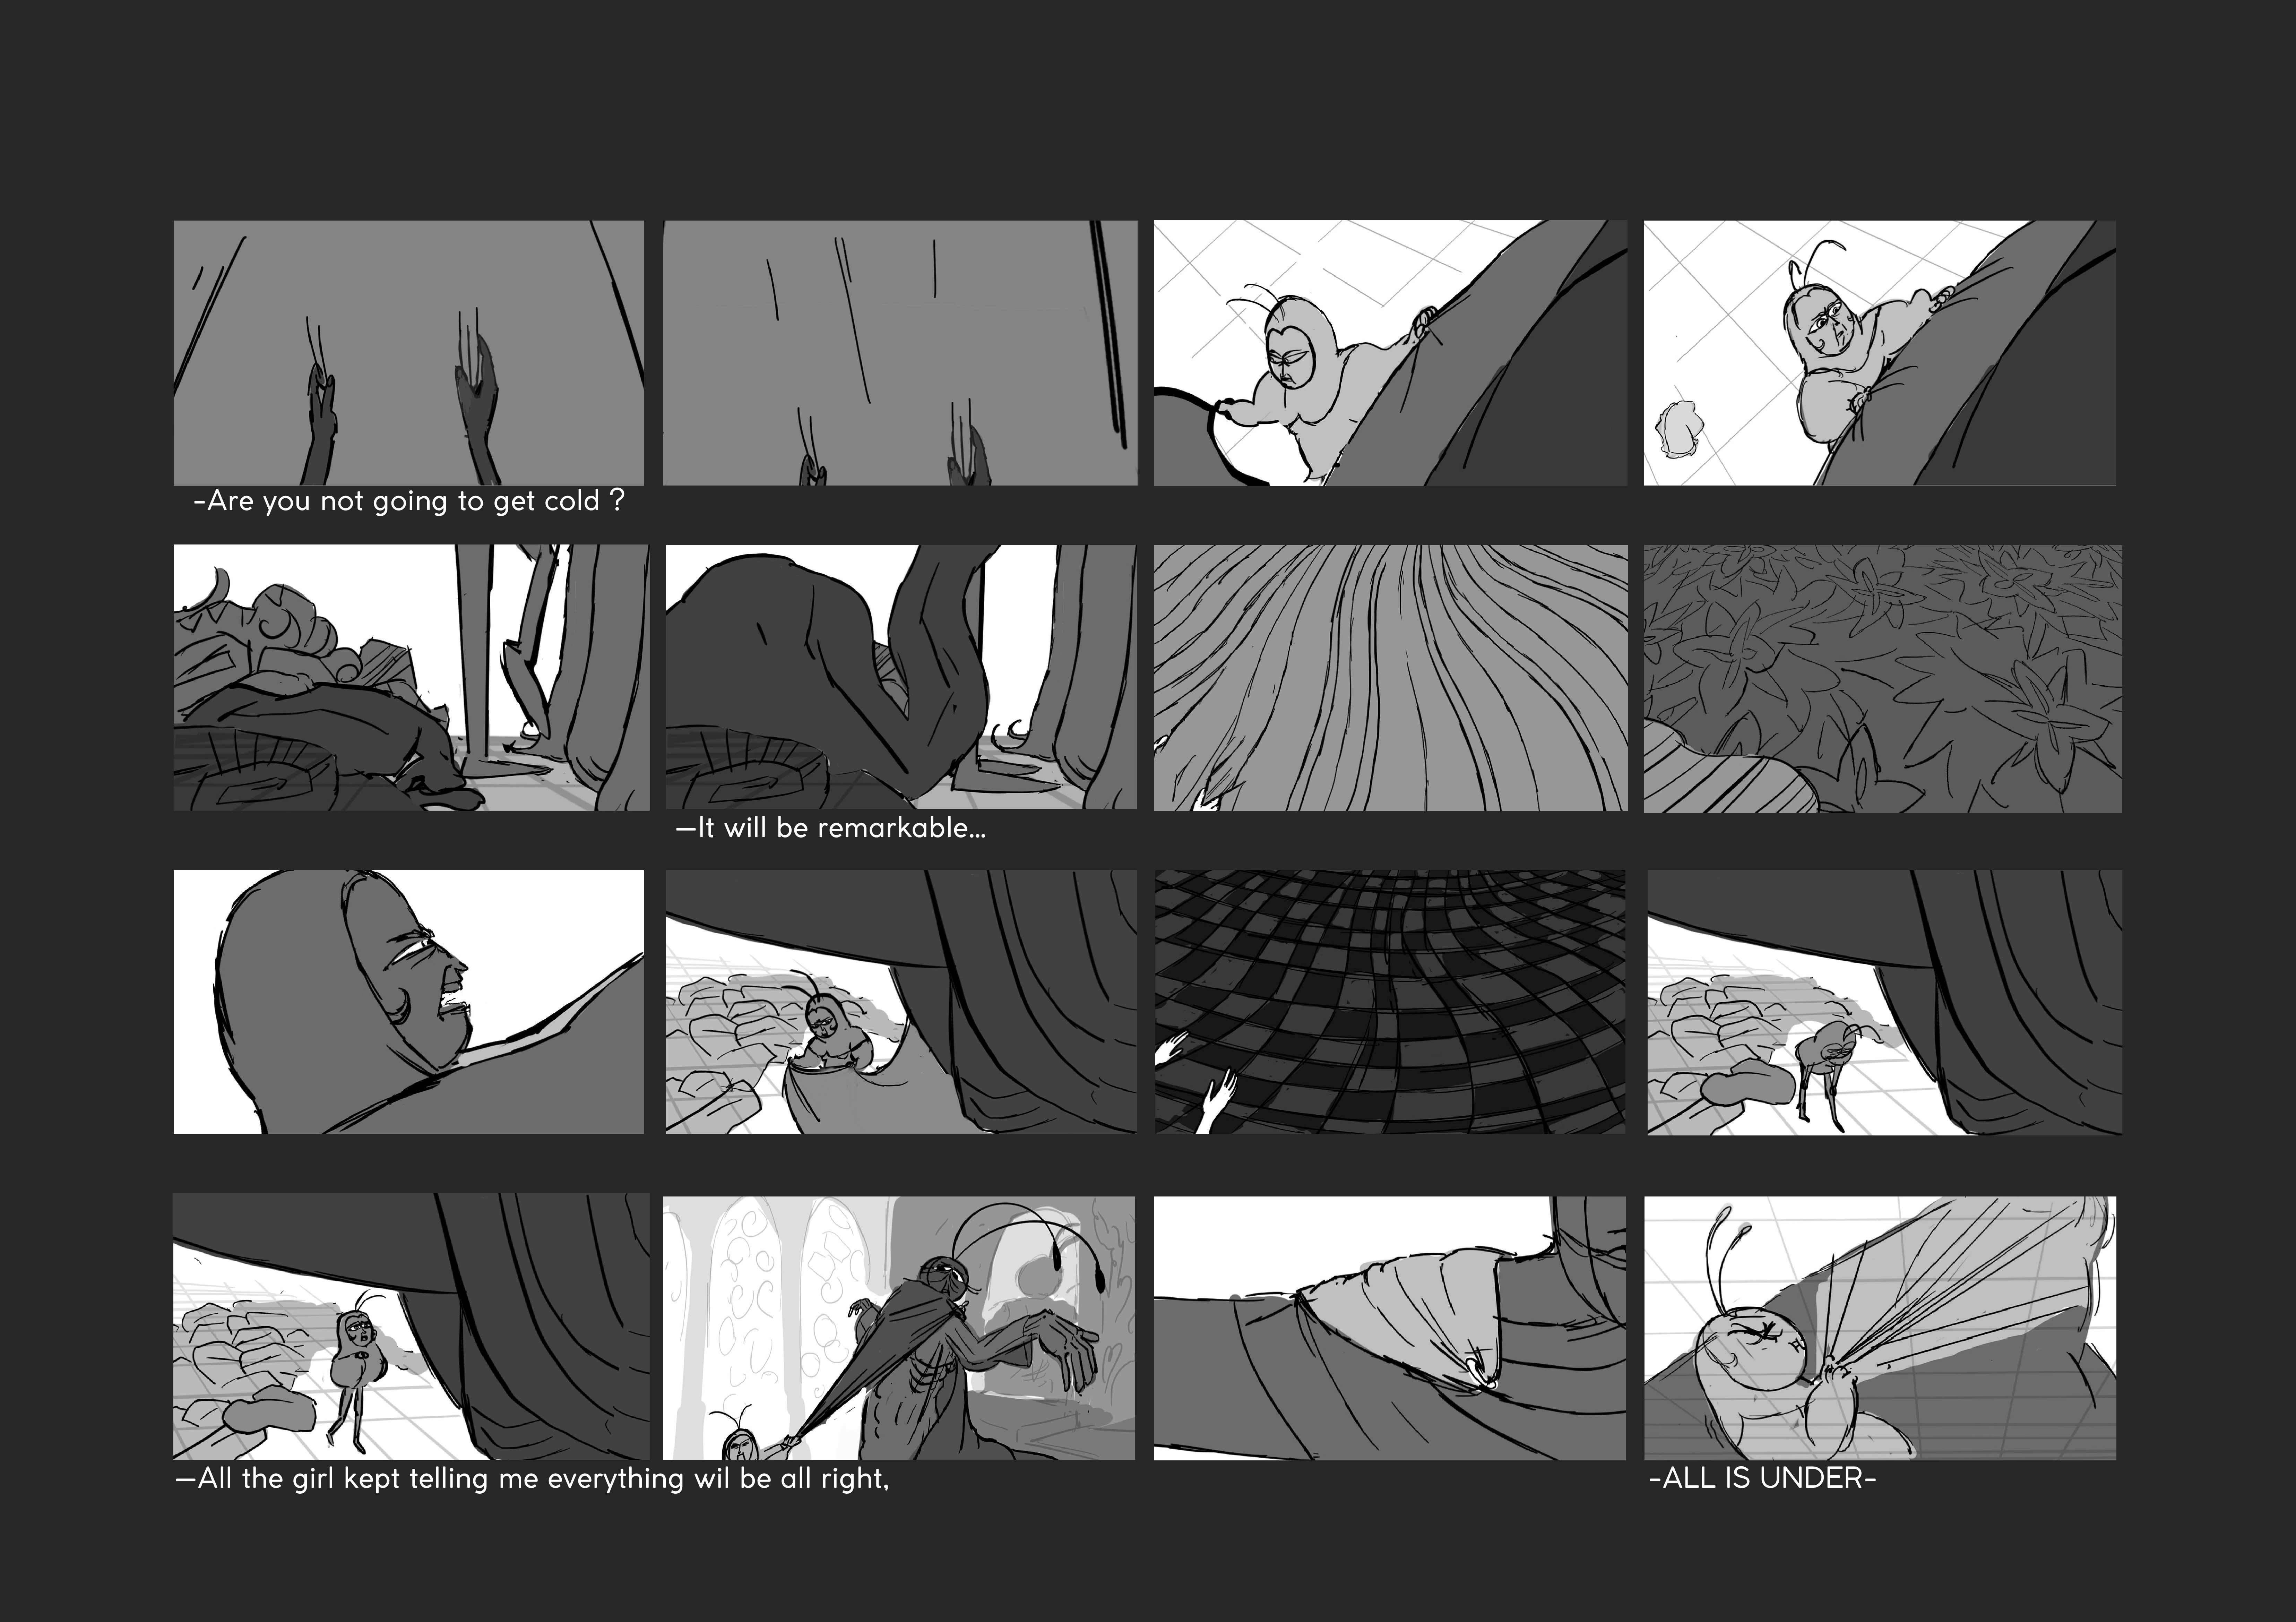 -Are you not going to get cold ?
—It will be remarkable...
—All the girl kept telling me everything wil be all right,
-ALL IS UNDER-